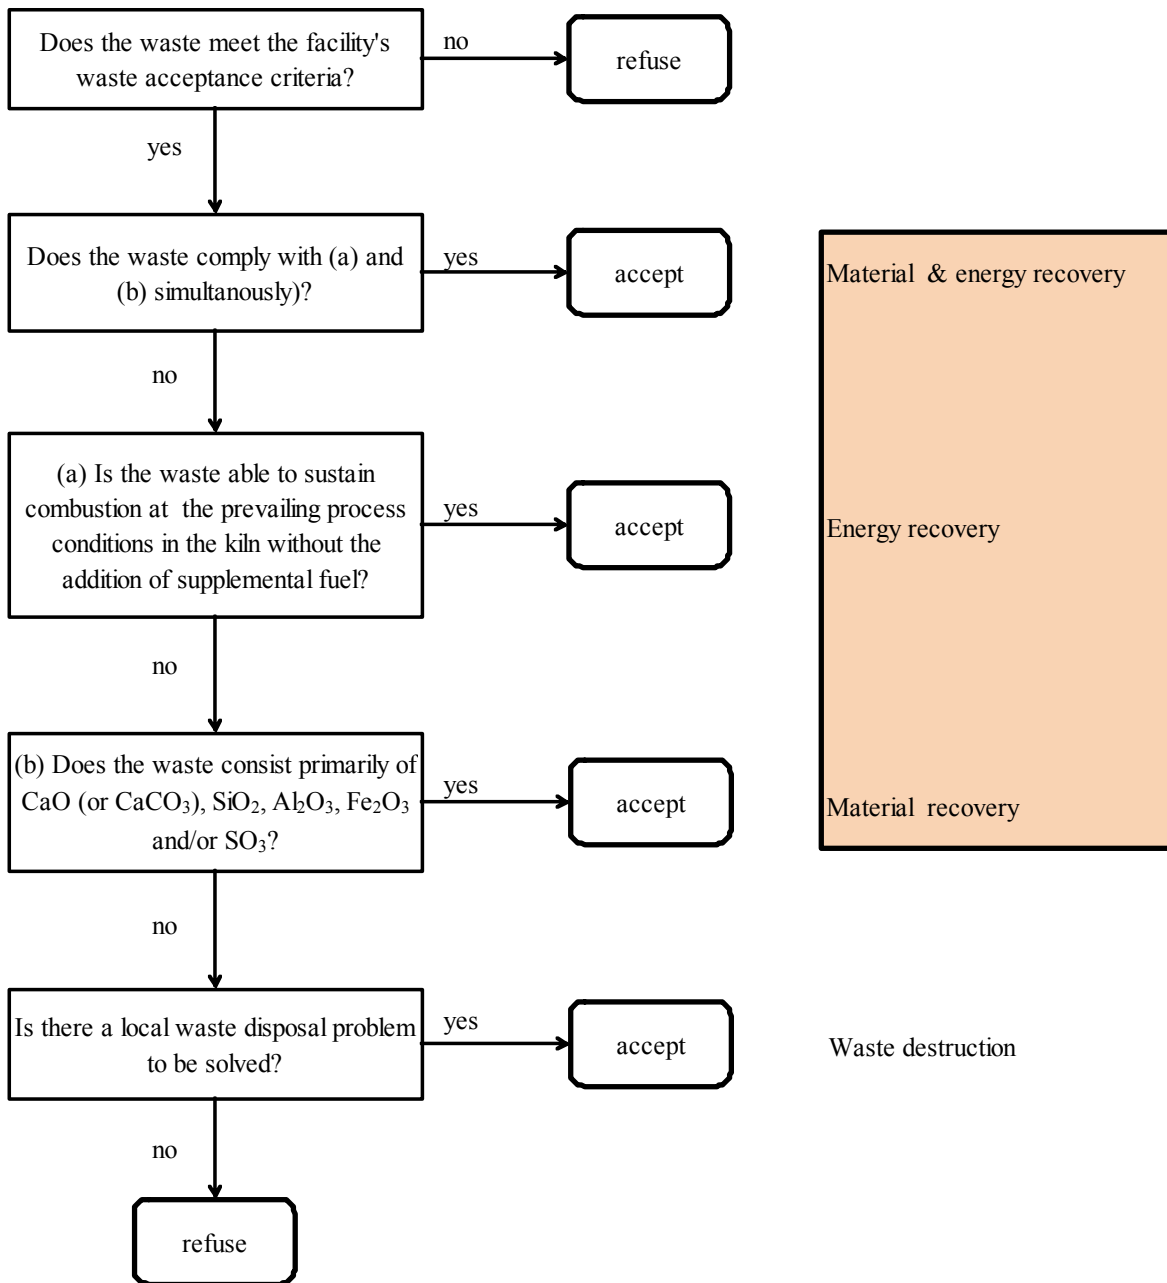 Does the waste meet the facility's
waste acceptance criteria?
no
refuse
yes
Does the waste comply with (a) and
(b) simultanously)?
yes
accept
Material & energy recovery
no
(a) Is the waste able to sustain
combustion at the prevailing process
conditions in the kiln without the
addition of supplemental fuel?
yes
accept
Energy recovery
no
(b) Does the waste consist primarily of
CaO (or CaCO₃), SiO₂, Al₂O₃, Fe₂O₃
and/or SO₃?
yes
accept
Material recovery
no
Is there a local waste disposal problem
to be solved?
yes
accept
Waste destruction
no
refuse